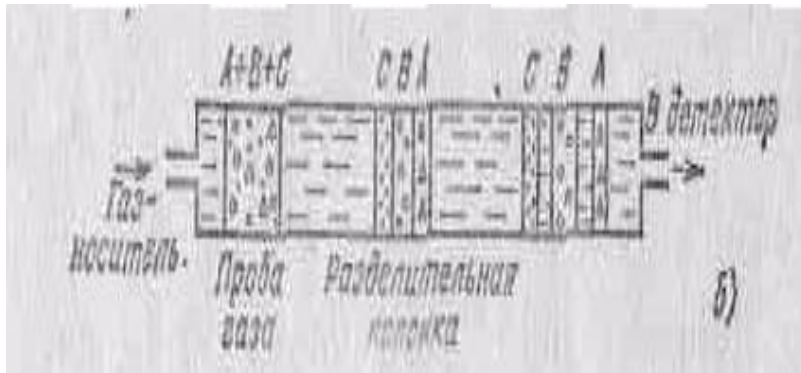 А+В+С
С В А
С В А
В детектор
Газ-
носитель.
Проба
газа
Разделительная
колонка
б)